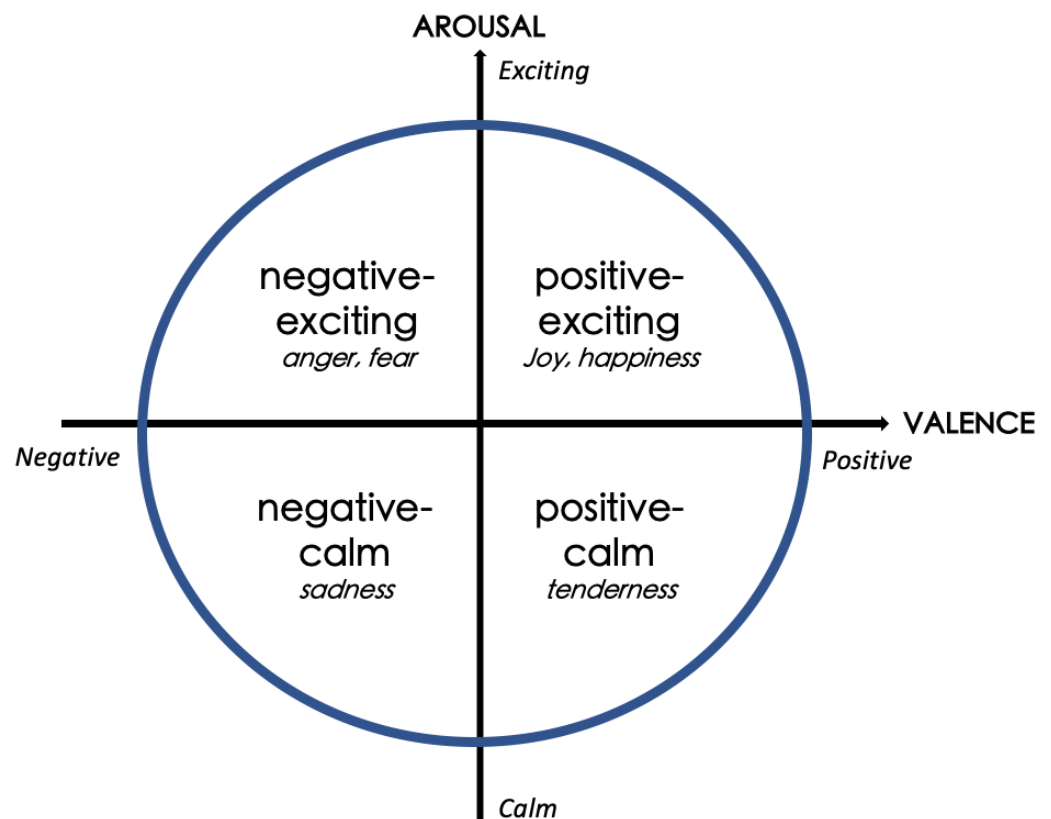 AROUSAL
Exciting
negative-
exciting
anger, fear
positive-
exciting
Joy, happiness
VALENCE
Negative
Positive
negative-
calm
sadness
positive-
calm
tenderness
Calm